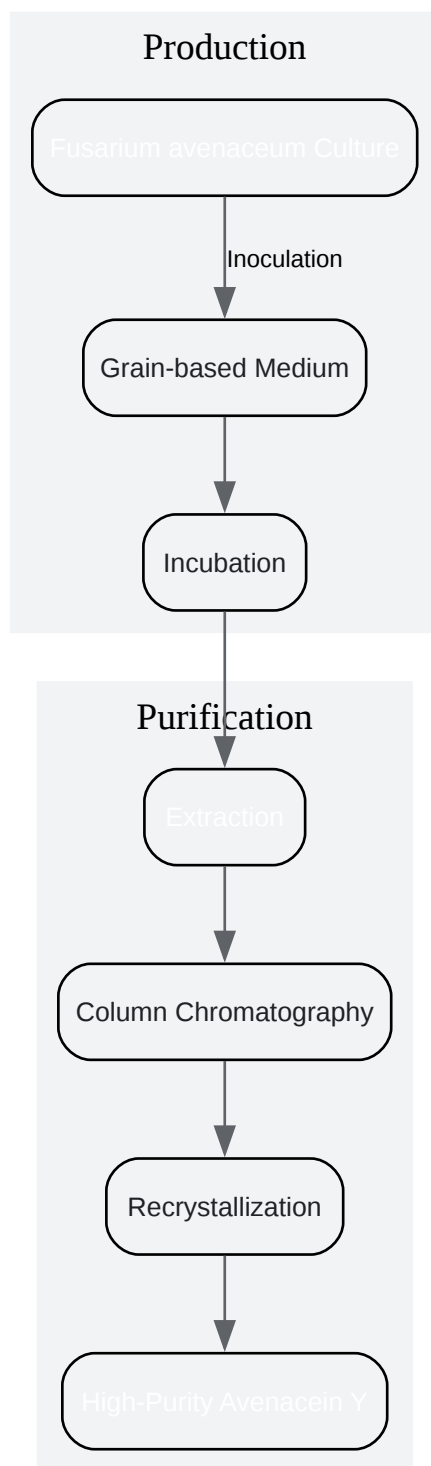 Production
Fusarium avenaceum Culture
Inoculation
Grain-based Medium
Incubation
Purification
Extraction
Column Chromatography
Recrystallization
High-Purity Avenacein Y